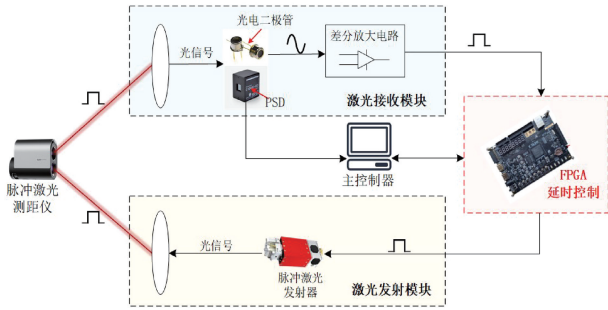 光电二极管
光信号
差分放大电路
PSD
激光接收模块
脉冲激光
测距仪
主控制器
FPGA
延时控制
光信号
脉冲激光
发射器
激光发射模块